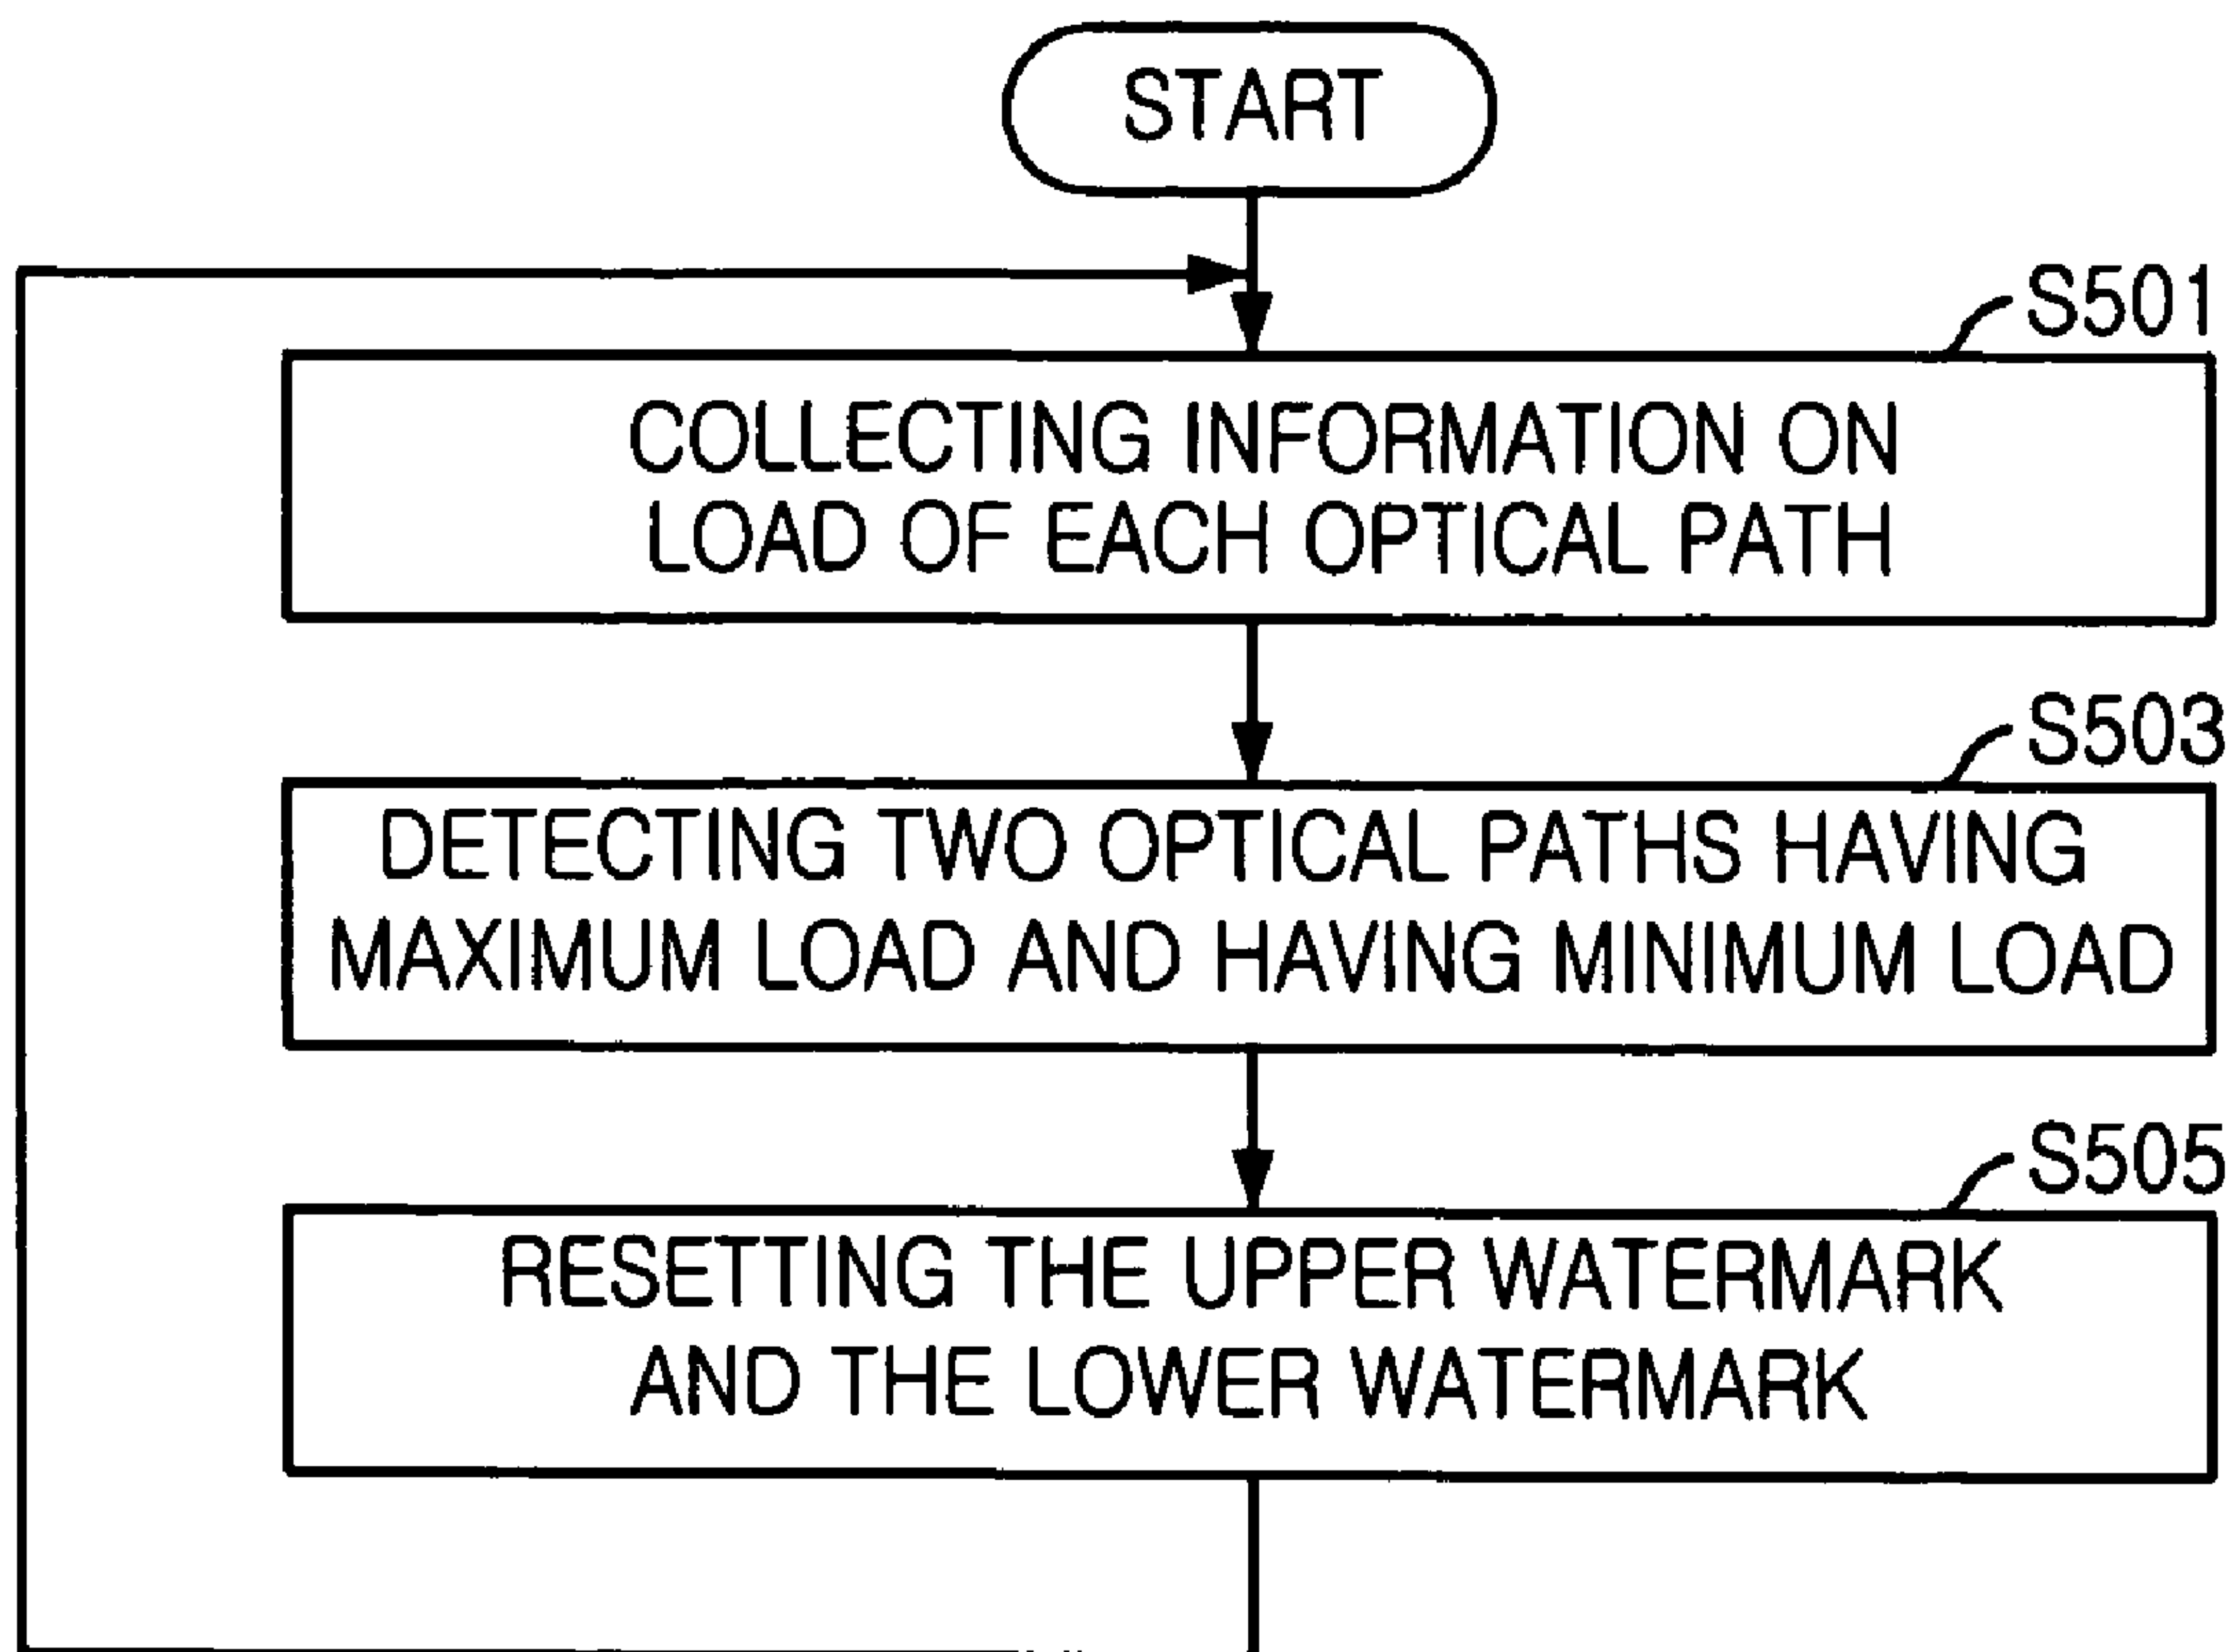 START
S501
COLLECTING INFORMATION ON
LOAD OF EACH OPTICAL PATH
S503
DETECTING TWO OPTICAL PATHS HAVING
MAXIMUM LOAD AND HAVING MINIMUM LOAD
S505
RESETTING THE UPPER WATERMARK
AND THE LOWER WATERMARK